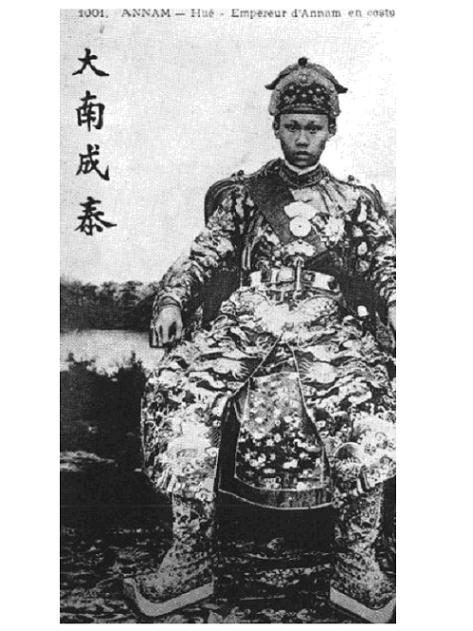 1001. ANNAM — Hué - Empereur d'Annam en costu
大
南
成
泰